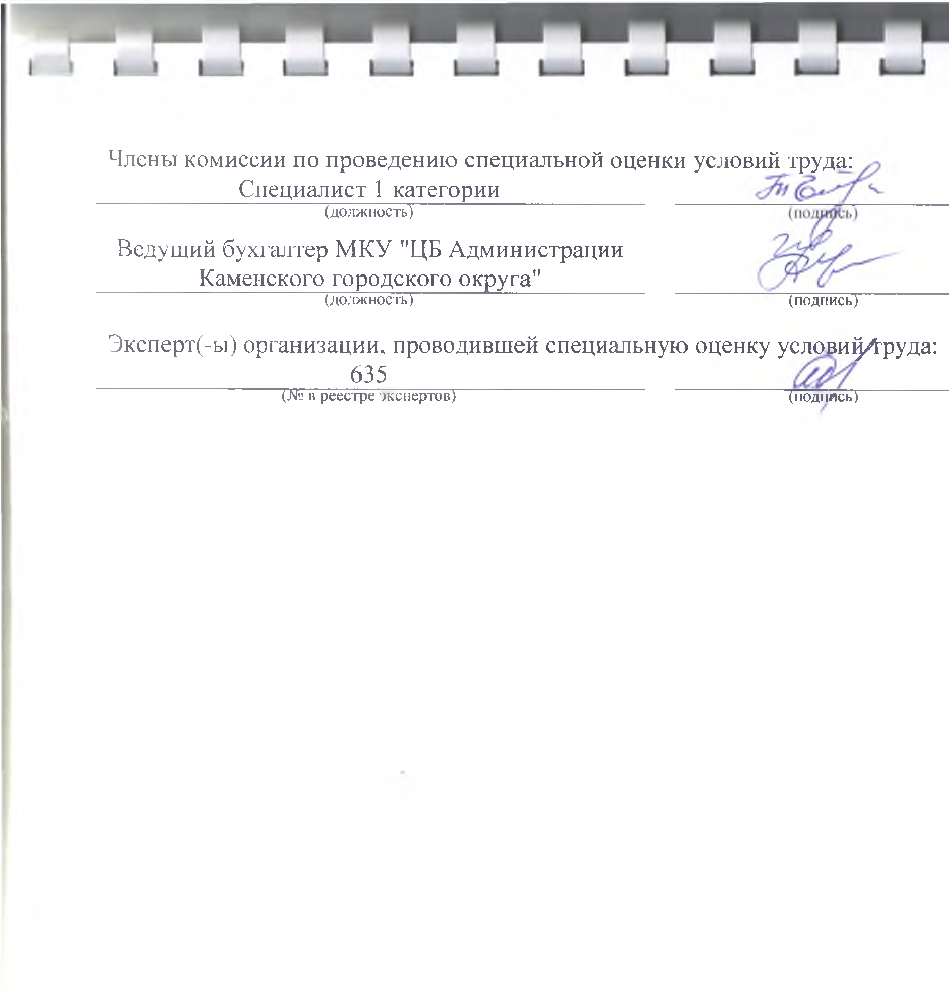 Члены комиссии по проведению специальной оценки условий труда:
Специалист 1 категории
(должность) (подпись)
Ведущий бухгалтер МКУ "ЦБ Администрации
Каменского городского округа"
(должность) (подпись)
Эксперт(-ы) организации, проводившей специальную оценку условий труда:
635
(№ в реестре экспертов) (подпись)